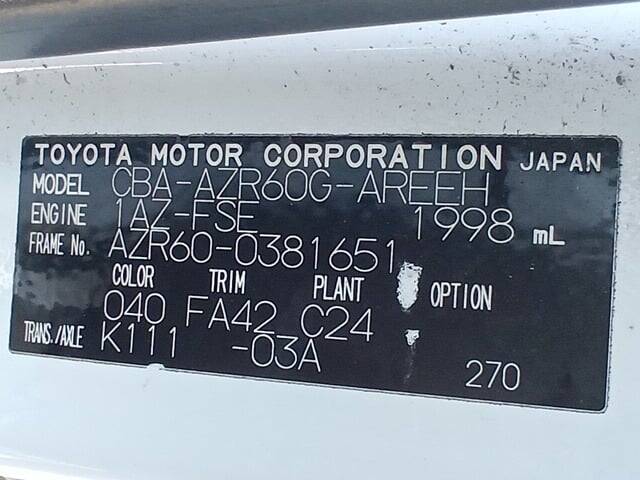 TOYOTA MOTOR CORPORATION JAPAN
MODEL CBA-AZR60G-AREEH
ENGINE 1AZ-FSE 1998 mL
FRAME No. AZR60-0381651
COLOR TRIM PLANT OPTION
040 FA42 C24
TRANS./AXLE K111 -03A
270